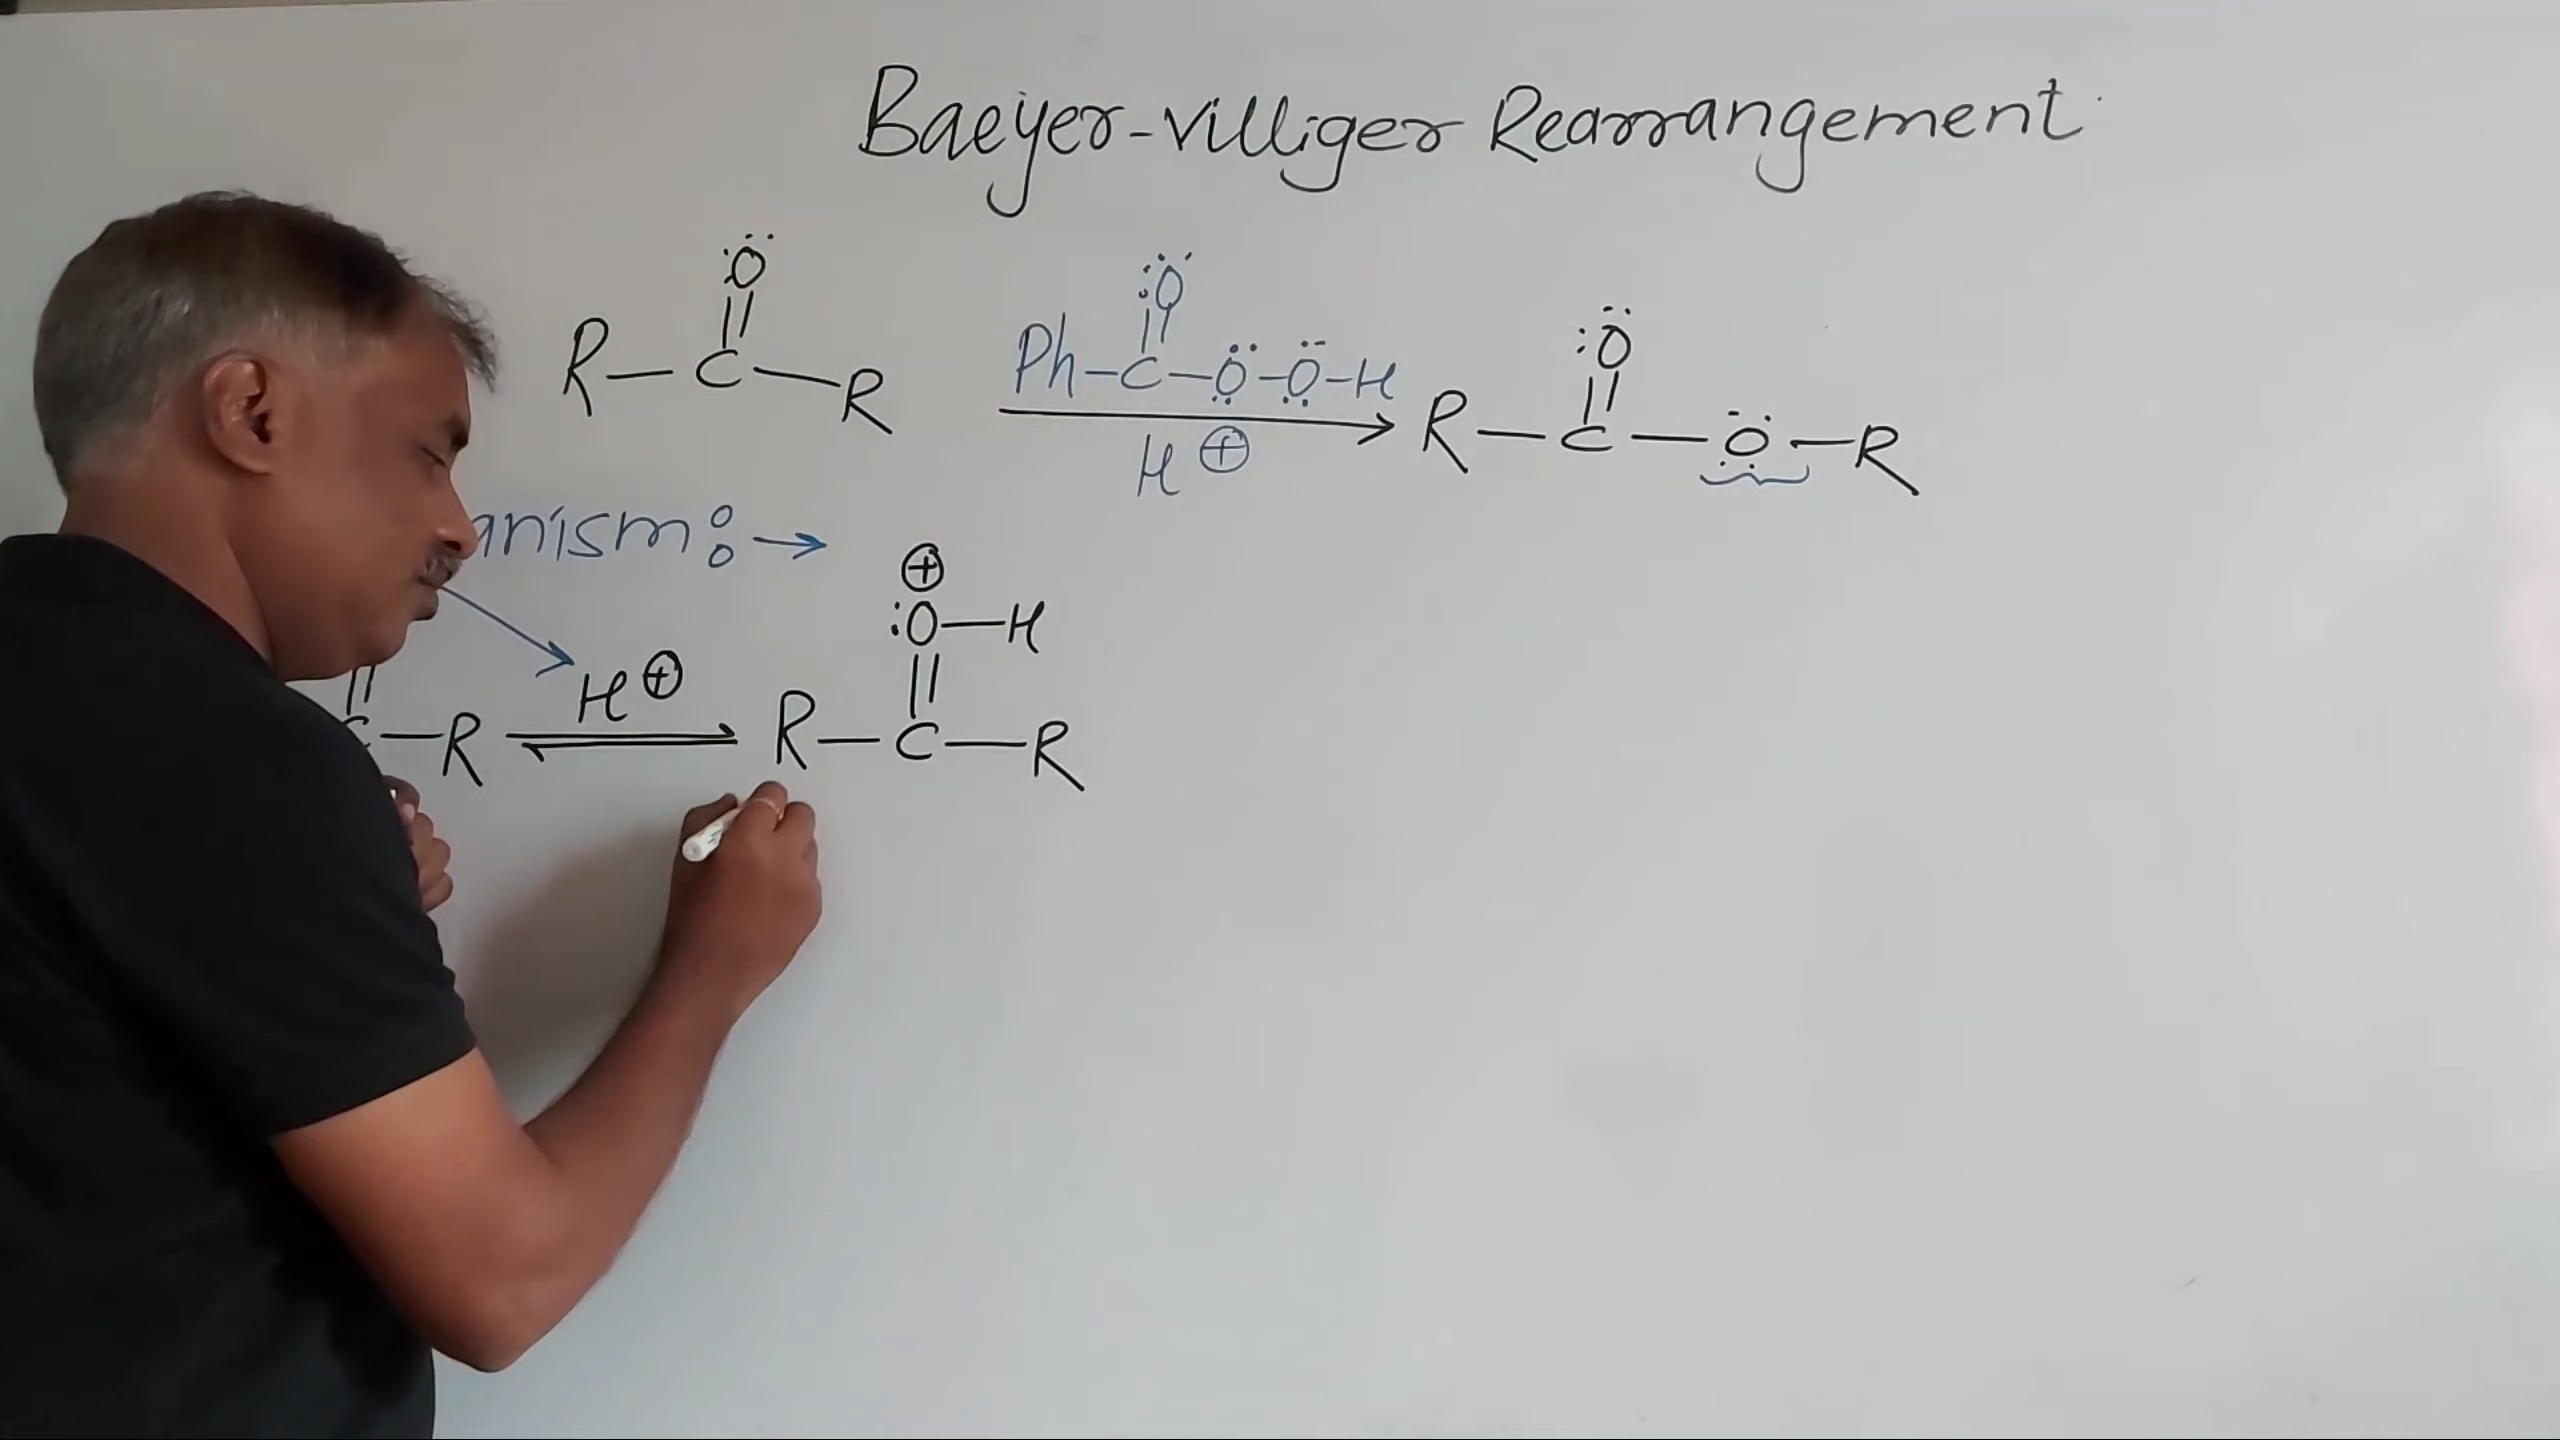 Baeyer-villiger Rearrangement
:Ö
||
R—C—R
:Ö
||
Ph—C—Ö—Ö—H
H⊕
:Ö
||
R—C—Ö—R
anism: →
H⊕
C—R
⊕
:O—H
||
R—C—R